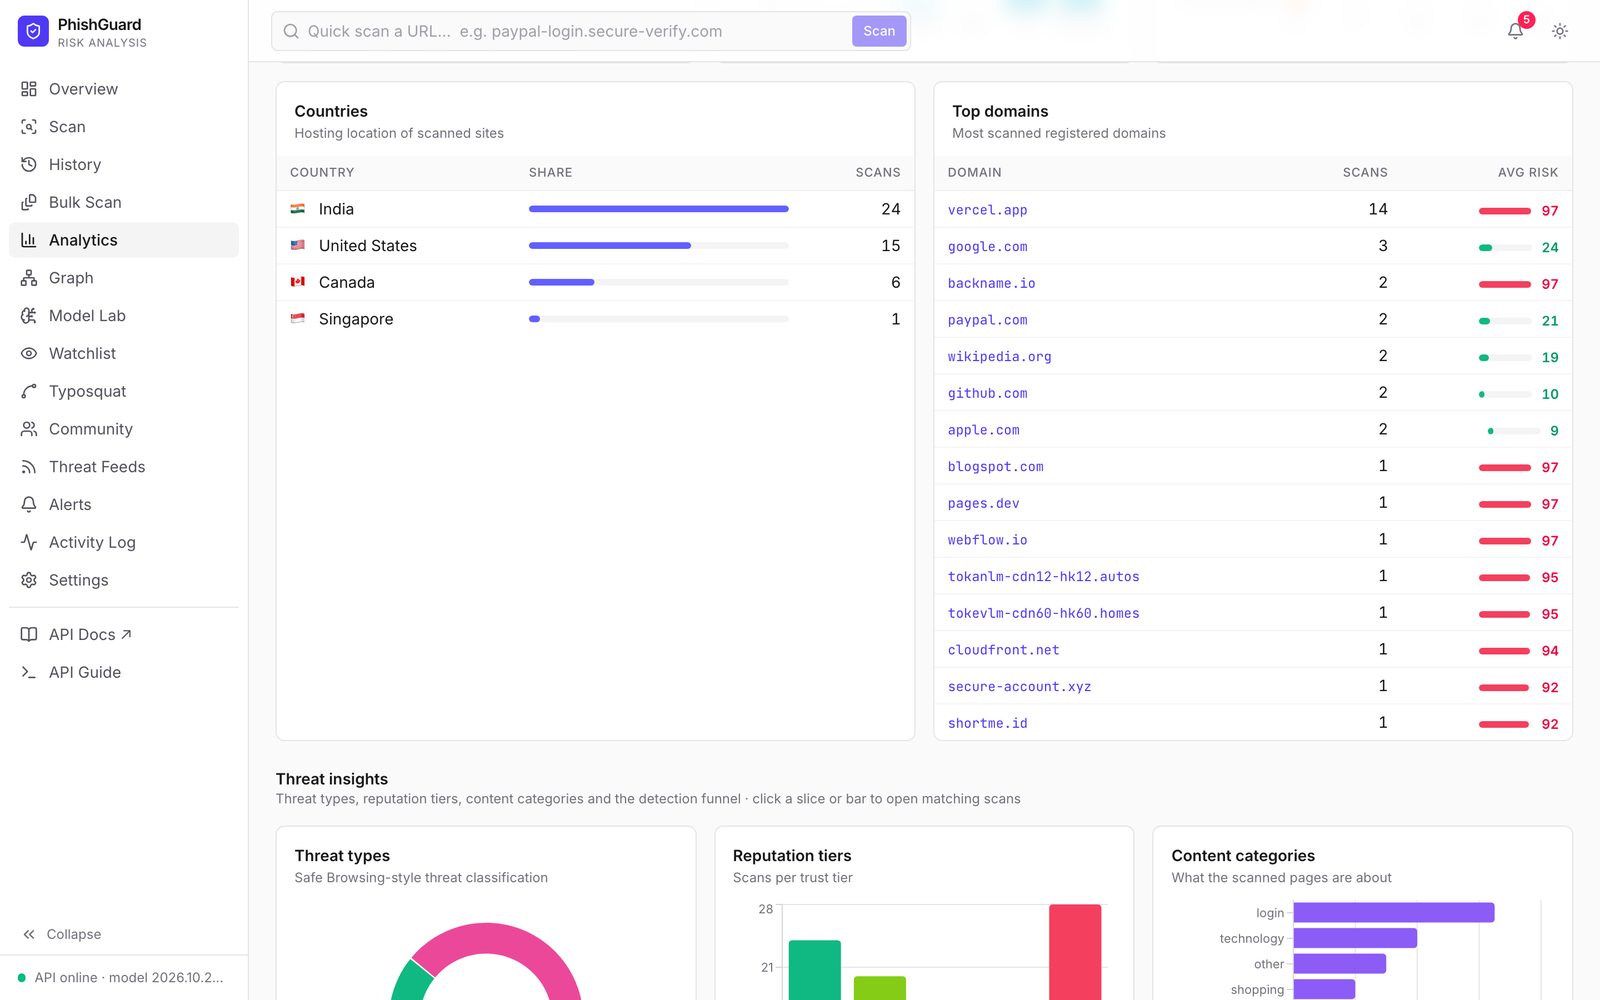 PhishGuard
RISK ANALYSIS
Quick scan a URL... e.g. paypal-login.secure-verify.com
Scan
5
Overview
Scan
History
Bulk Scan
Analytics
Graph
Model Lab
Watchlist
Typosquat
Community
Threat Feeds
Alerts
Activity Log
Settings
API Docs ↗
API Guide
Collapse
API online · model 2026.10.2...
Countries
Hosting location of scanned sites
COUNTRY SHARE SCANS
India 24
United States 15
Canada 6
Singapore 1
Top domains
Most scanned registered domains
DOMAIN SCANS AVG RISK
vercel.app 14 97
google.com 3 24
backname.io 2 97
paypal.com 2 21
wikipedia.org 2 19
github.com 2 10
apple.com 2 9
blogspot.com 1 97
pages.dev 1 97
webflow.io 1 97
tokanlm-cdn12-hk12.autos 1 95
tokevlm-cdn60-hk60.homes 1 95
cloudfront.net 1 94
secure-account.xyz 1 92
shortme.id 1 92
Threat insights
Threat types, reputation tiers, content categories and the detection funnel · click a slice or bar to open matching scans
Threat types
Safe Browsing-style threat classification
Reputation tiers
Scans per trust tier
28
21
Content categories
What the scanned pages are about
login
technology
other
shopping